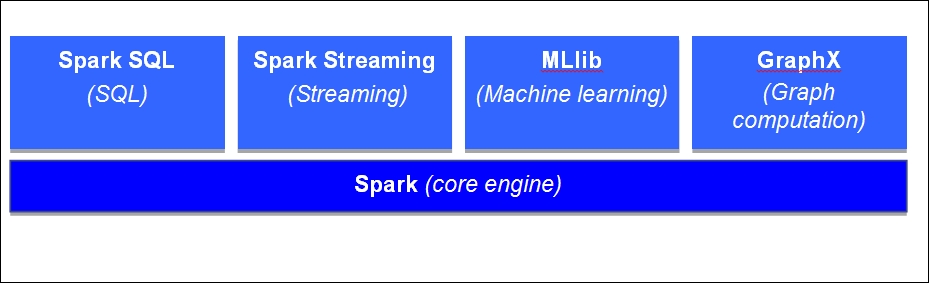 Spark SQL
(SQL)
Spark Streaming
(Streaming)
MLlib
(Machine learning)
GraphX
(Graph
computation)
Spark (core engine)